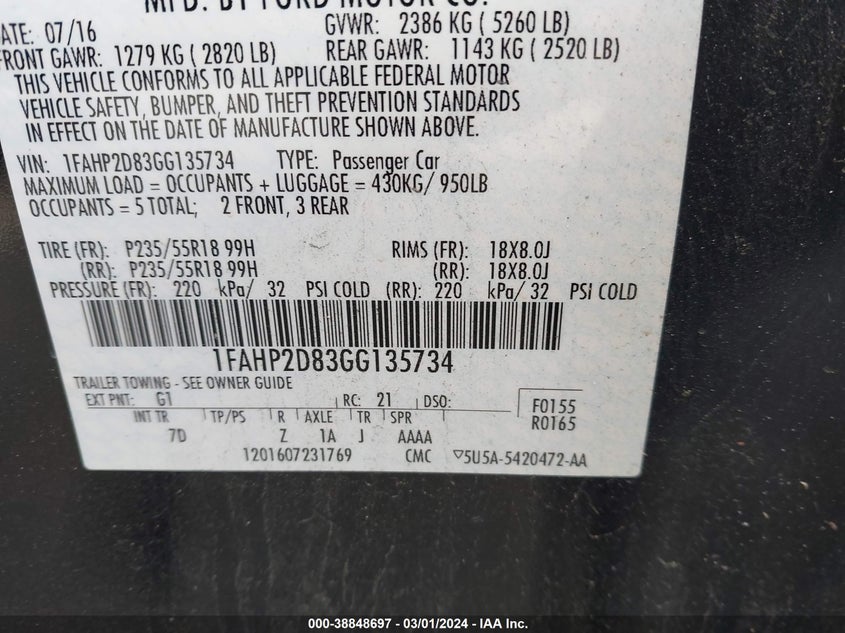 MFD. BY FORD MOTOR CO.
DATE: 07/16 GVWR: 2386 KG ( 5260 LB)
FRONT GAWR: 1279 KG ( 2820 LB) REAR GAWR: 1143 KG ( 2520 LB)
THIS VEHICLE CONFORMS TO ALL APPLICABLE FEDERAL MOTOR
VEHICLE SAFETY, BUMPER, AND THEFT PREVENTION STANDARDS
IN EFFECT ON THE DATE OF MANUFACTURE SHOWN ABOVE.
VIN: 1FAHP2D83GG135734 TYPE: Passenger Car
MAXIMUM LOAD = OCCUPANTS + LUGGAGE = 430KG/ 950LB
OCCUPANTS = 5 TOTAL; 2 FRONT, 3 REAR
TIRE (FR): P235/55R18 99H RIMS (FR): 18X8.0J
(RR): P235/55R18 99H (RR): 18X8.0J
PRESSURE (FR): 220 kPa/ 32 PSI COLD (RR): 220 kPa/ 32 PSI COLD
1FAHP2D83GG135734
TRAILER TOWING - SEE OWNER GUIDE
EXT PNT: G1 RC: 21 DSO: F0155
INT TR TP/PS R AXLE TR SPR R0165
7D Z 1A J AAAA
1201607231769 CMC ▽5U5A-5420472-AA
000-38848697 - 03/01/2024 - IAA Inc.